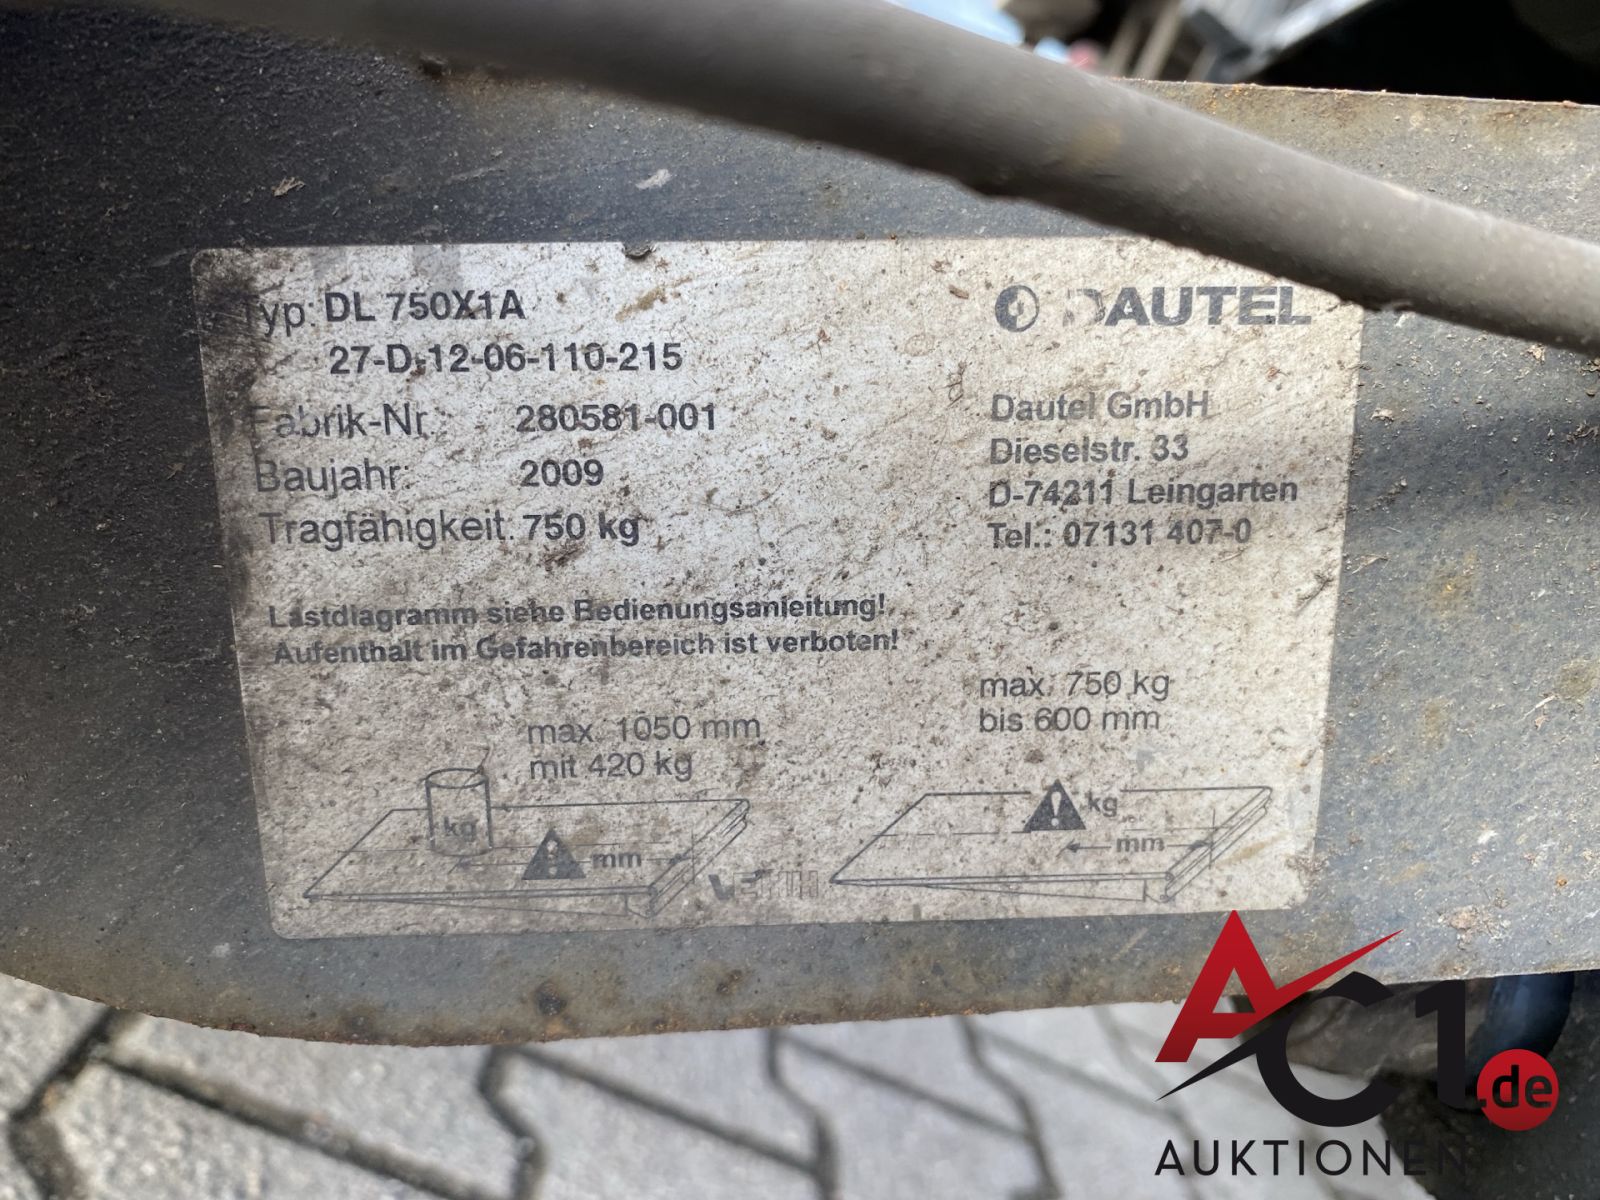 Typ: DL 750X1A
27-D-12-06-110-215
Fabrik-Nr.: 280581-001
Baujahr: 2009
Tragfähigkeit: 750 kg
DAUTEL
Dautel GmbH
Dieselstr. 33
D-74211 Leingarten
Tel.: 07131 407-0
Lastdiagramm siehe Bedienungsanleitung!
Aufenthalt im Gefahrenbereich ist verboten!
max. 1050 mm
mit 420 kg
kg
mm
max. 750 kg
bis 600 mm
kg
mm
AC1.de
AUKTIONEN